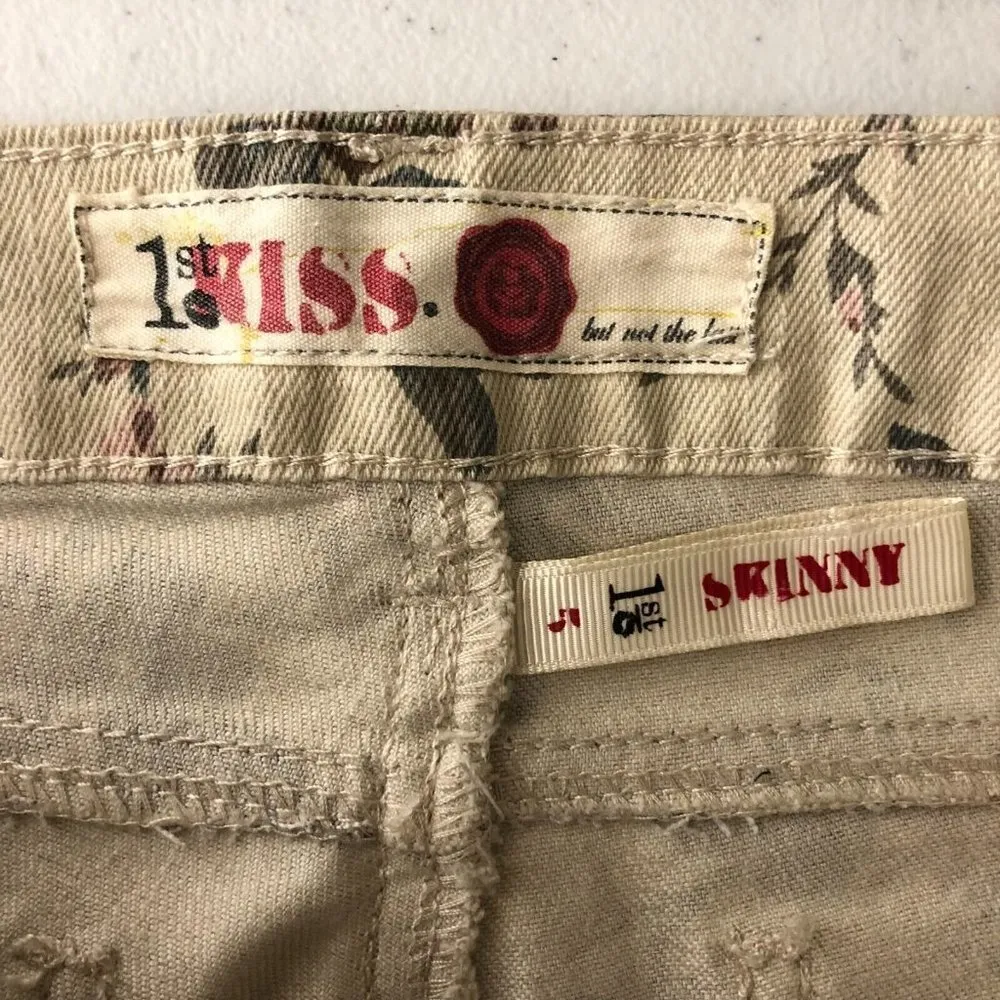 1st KISS.
but not the last
SKINNY
1st
5